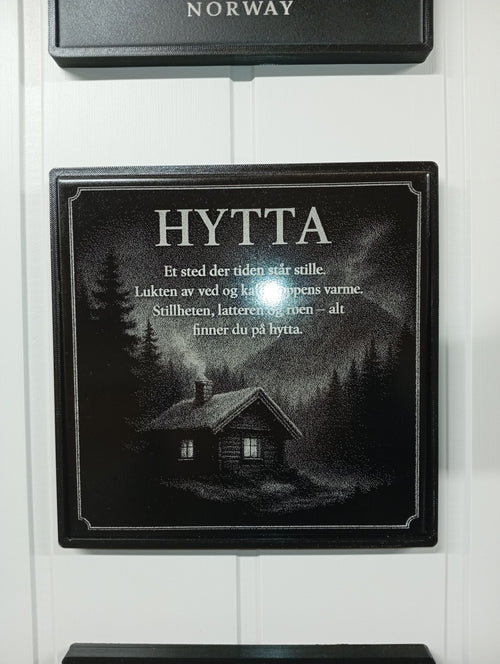 NORWAY
HYTTA
Et sted der tiden står stille.
Lukten av ved og kaffekoppens varme.
Stillheten, latteren og roen – alt
finner du på hytta.